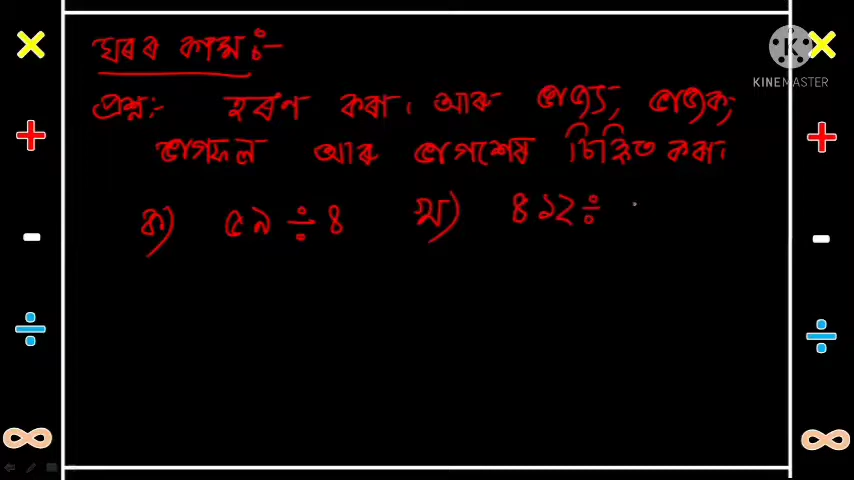 ঘৰৰ কাম ঃ-
প্ৰশ্নঃ- হৰণ কৰা। আৰু ভাজ্য, ভাজক,
ভাগফল আৰু ভাগশেষ চিহ্নিত কৰা।
ক) ৫৯ ÷ ৪ খ) ৪১২ ÷
KINEMASTER